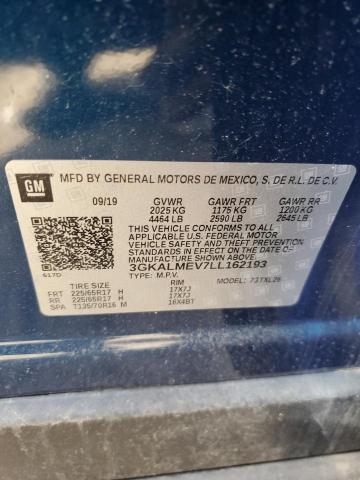 GM
MFD BY GENERAL MOTORS DE MEXICO, S. DE R.L. DE C.V.
09/19 GVWR GAWR FRT GAWR RR
2025 KG 1175 KG 1200 KG
4464 LB 2590 LB 2645 LB
THIS VEHICLE CONFORMS TO ALL APPLICABLE
U.S. FEDERAL MOTOR VEHICLE SAFETY AND
THEFT PREVENTION STANDARDS IN EFFECT ON
THE DATE OF MANUFACTURE SHOWN ABOVE.
3GKALMEV7LL162193
617D TYPE: M.P.V. MODEL:
TIRE SIZE RIM
FRT 225/65R17 H 17X7J
RR 225/65R17 H 17X7J
SPA T135/70R16 M 16X4BT